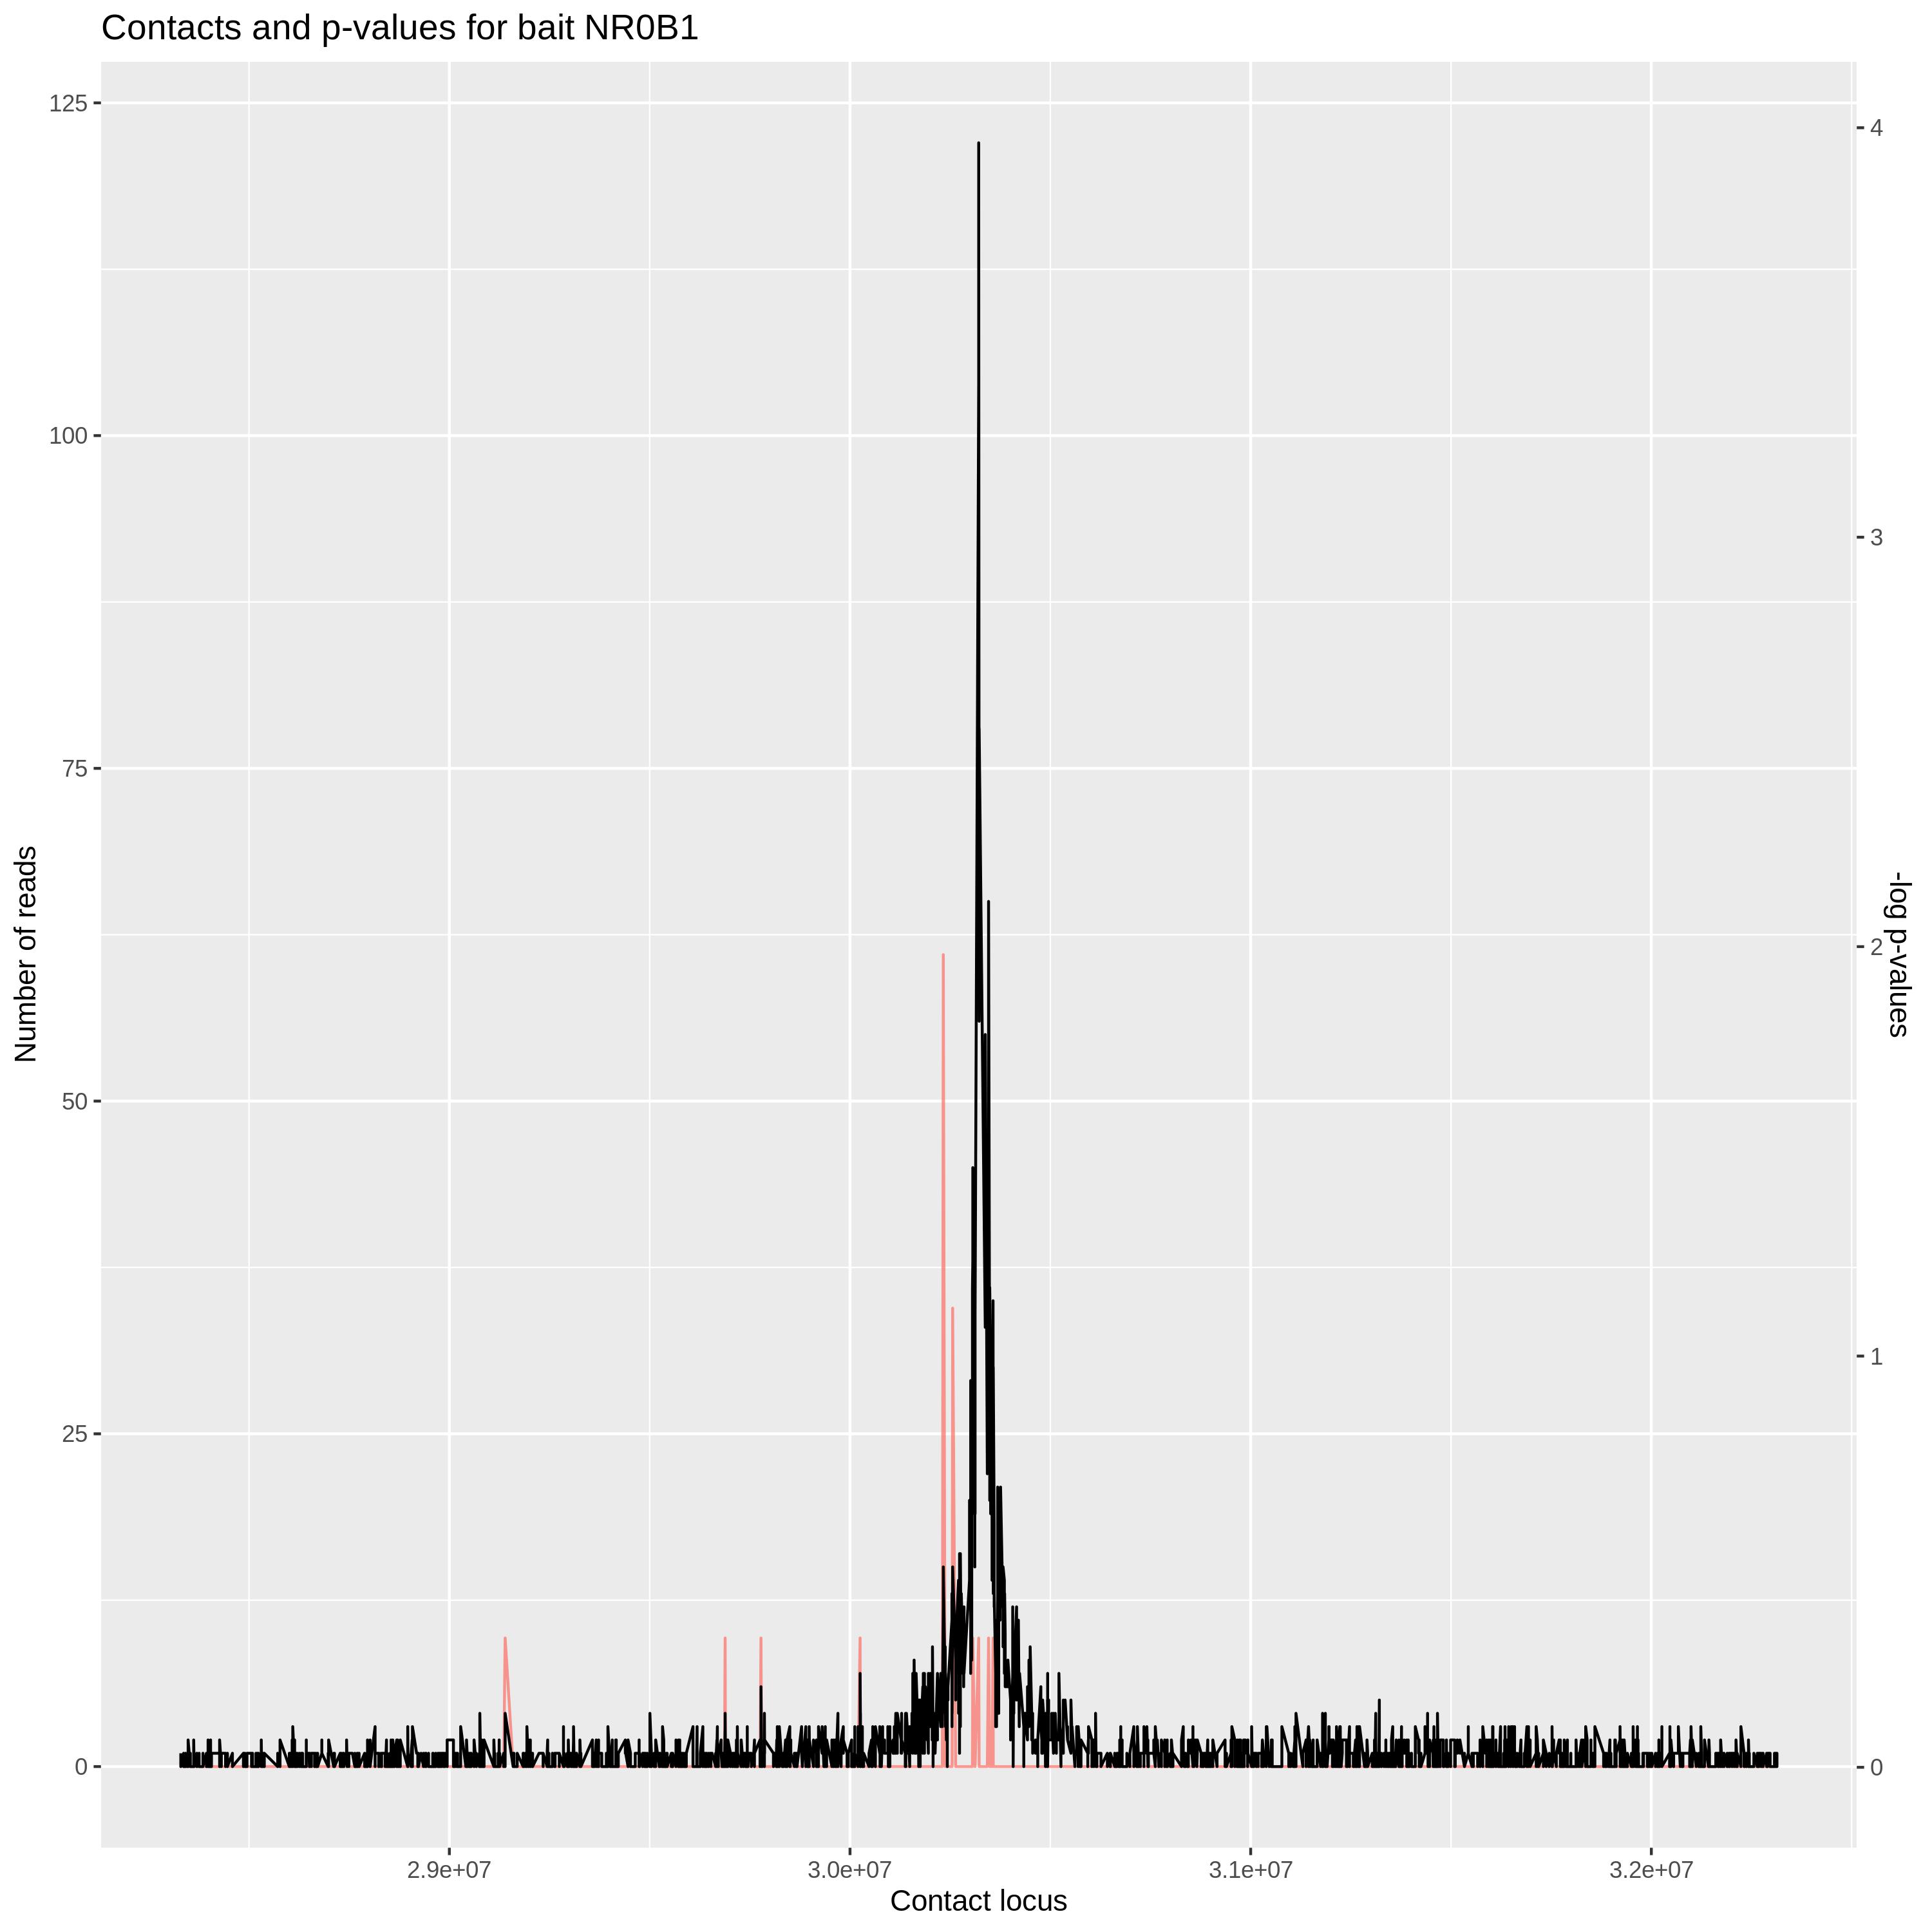 Contacts and p-values for bait NR0B1
125
100
75
50
25
0
Number of reads
4
3
2
1
0
-log p-values
2.9e+07
3.0e+07
3.1e+07
3.2e+07
Contact locus